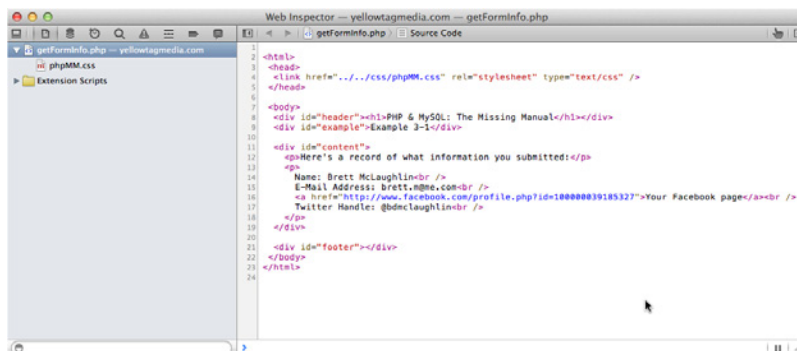 Web Inspector — yellowtagmedia.com — getFormInfo.php
getFormInfo.php Source Code
getFormInfo.php — yellowtagmedia.com
phpMM.css
Extension Scripts
1
2 <html>
3 <head>
4 <link href="../../css/phpMM.css" rel="stylesheet" type="text/css" />
5 </head>
6
7 <body>
8 <div id="header"><h1>PHP & MySQL: The Missing Manual</h1></div>
9 <div id="example">Example 3-1</div>
10
11 <div id="content">
12 <p>Here's a record of what information you submitted:</p>
13 <p>
14 Name: Brett McLaughlin<br />
15 E-Mail Address: brett.m@me.com<br />
16 <a href="http://www.facebook.com/profile.php?id=100000039185327">Your Facebook page</a><br />
17 Twitter Handle: @bdmclaughlin<br />
18 </p>
19 </div>
20
21 <div id="footer"></div>
22 </body>
23 </html>
24